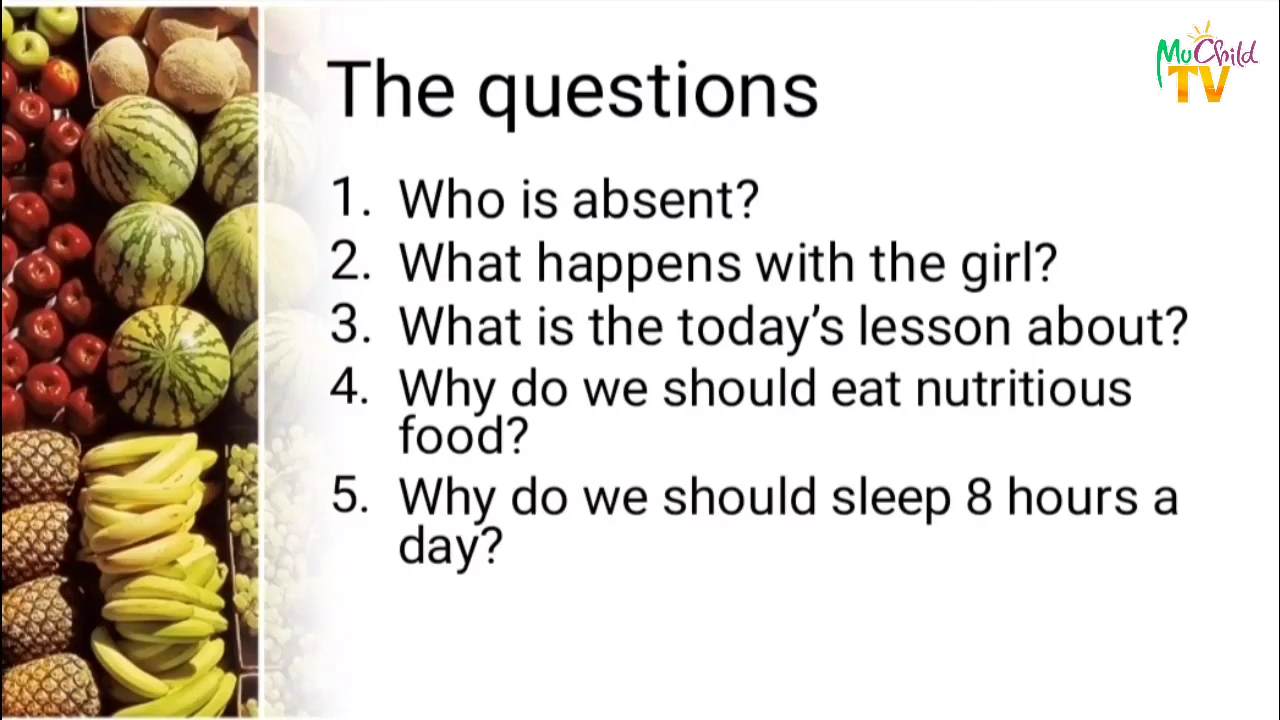 MyChild
TV
The questions
1. Who is absent?
2. What happens with the girl?
3. What is the today’s lesson about?
4. Why do we should eat nutritious
food?
5. Why do we should sleep 8 hours a
day?